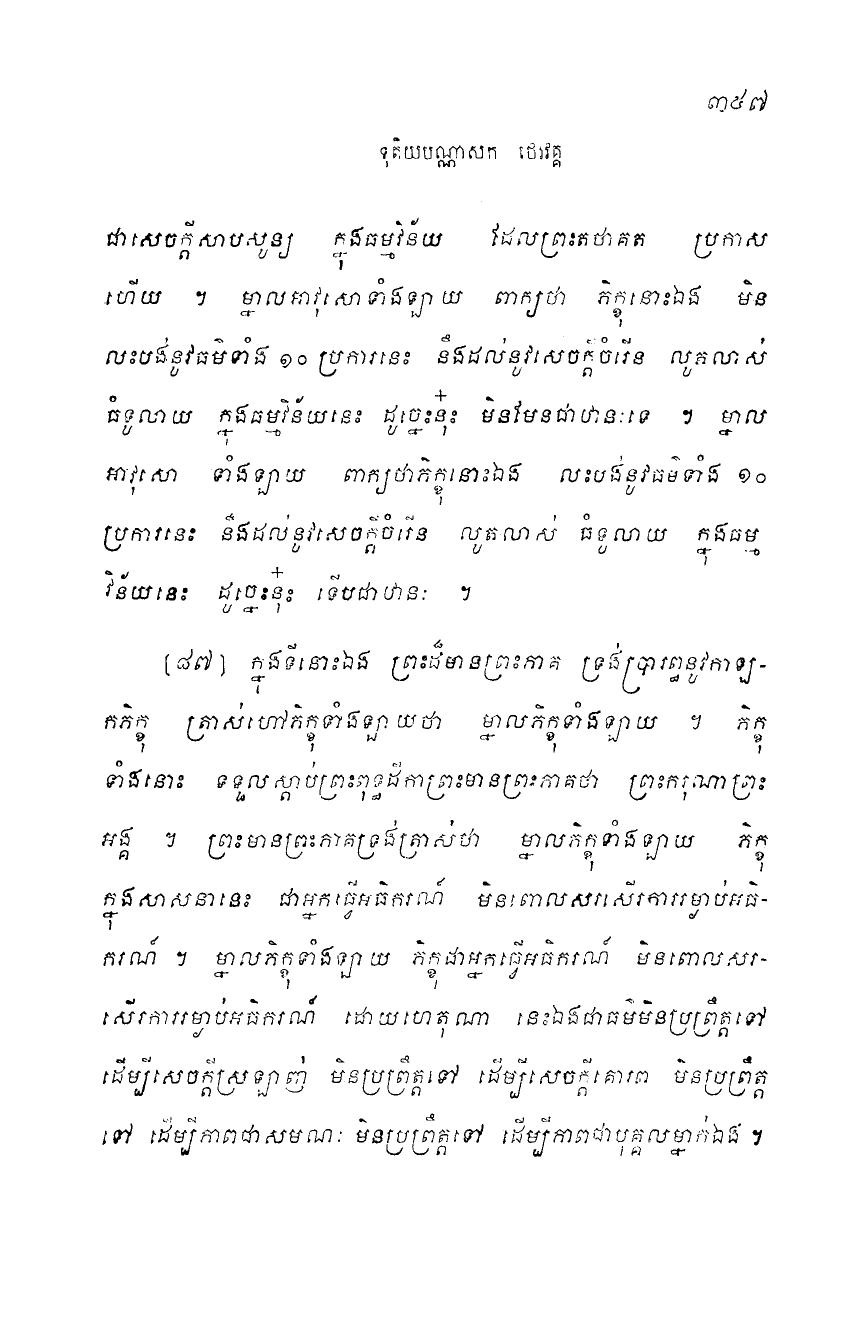 ៣៥៧
ទុតិយបណ្ណាសក ថេរវគ្គ
ជាសេចក្តីសាបសូន្យ ក្នុងធម្មវិន័យ ដែលព្រះតថាគត ប្រកាស
ហើយ ។ ម្នាលអាវុសោទាំងឡាយ ពាក្យថា ភិក្ខុនោះឯង មិន
លះបង់នូវធម៌ទាំង ១០ ប្រការនេះ នឹងដល់នូវសេចក្តីចំរើន លូតលាស់
ធំទូលាយ ក្នុងធម្មវិន័យនេះ ដូច្នេះនុ៎ះ មិនមែនជាឋានៈទេ ។ ម្នាល
អាវុសោ ទាំងឡាយ ពាក្យថាភិក្ខុនោះឯង លះបង់នូវធម៌ទាំង ១០
ប្រការនេះ នឹងដល់នូវសេចក្តីចំរើន លូតលាស់ ធំទូលាយ ក្នុងធម្ម
វិន័យនេះ ដូច្នេះនុ៎ះ ទើបជាឋានៈ ។
[៨៧] ក្នុងទីនោះឯង ព្រះដ៏មានព្រះភាគ ទ្រង់ប្រារព្ធនូវកាឡ-
កភិក្ខុ ត្រាស់ហៅភិក្ខុទាំងឡាយថា ម្នាលភិក្ខុទាំងឡាយ ។ ភិក្ខុ
ទាំងនោះ ទទួលស្តាប់ព្រះពុទ្ធដីកាព្រះមានព្រះភាគថា ព្រះករុណាព្រះ
អង្គ ។ ព្រះមានព្រះភាគទ្រង់ត្រាស់ថា ម្នាលភិក្ខុទាំងឡាយ ភិក្ខុ
ក្នុងសាសនានេះ ជាអ្នកធ្វើអធិករណ៍ មិនពោលសរសើរការរម្ងាប់អធិ-
ករណ៍ ។ ម្នាលភិក្ខុទាំងឡាយ ភិក្ខុជាអ្នកធ្វើអធិករណ៍ មិនពោលសរ-
សើរការរម្ងាប់អធិករណ៍ ដោយហេតុណា នេះឯងជាធម៌មិនប្រព្រឹត្តទៅ
ដើម្បីសេចក្តីស្រឡាញ់ មិនប្រព្រឹត្តទៅ ដើម្បីសេចក្តីគោរព មិនប្រព្រឹត្ត
ទៅ ដើម្បីភាពជាសមណៈ មិនប្រព្រឹត្តទៅ ដើម្បីភាពជាបុគ្គលម្នាក់ឯង ។